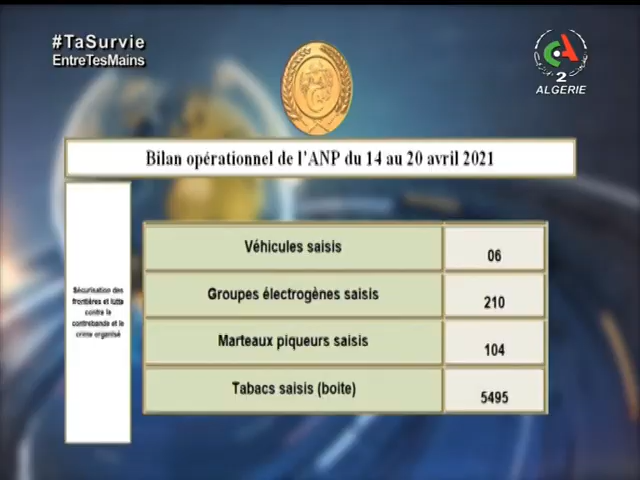 #TaSurvie
EntreTesMains
2
ALGERIE
Bilan opérationnel de l'ANP du 14 au 20 avril 2021
Sécurisation des
frontières et lutte
contre la
contrebande et le
crime organisé
Véhicules saisis 06
Groupes électrogènes saisis 210
Marteaux piqueurs saisis 104
Tabacs saisis (boite) 5495